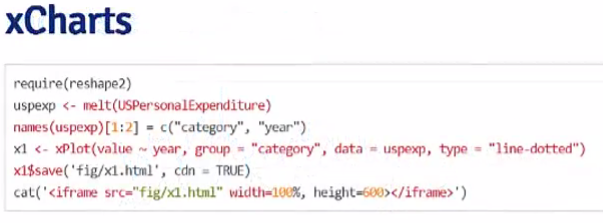 xCharts
require(reshape2)
uspexp <- melt(USPersonalExpenditure)
names(uspexp)[1:2] = c("category", "year")
x1 <- xPlot(value ~ year, group = "category", data = uspexp, type = "line-dotted")
x1$save('fig/x1.html', cdn = TRUE)
cat('<iframe src="fig/x1.html" width=100%, height=600></iframe>')